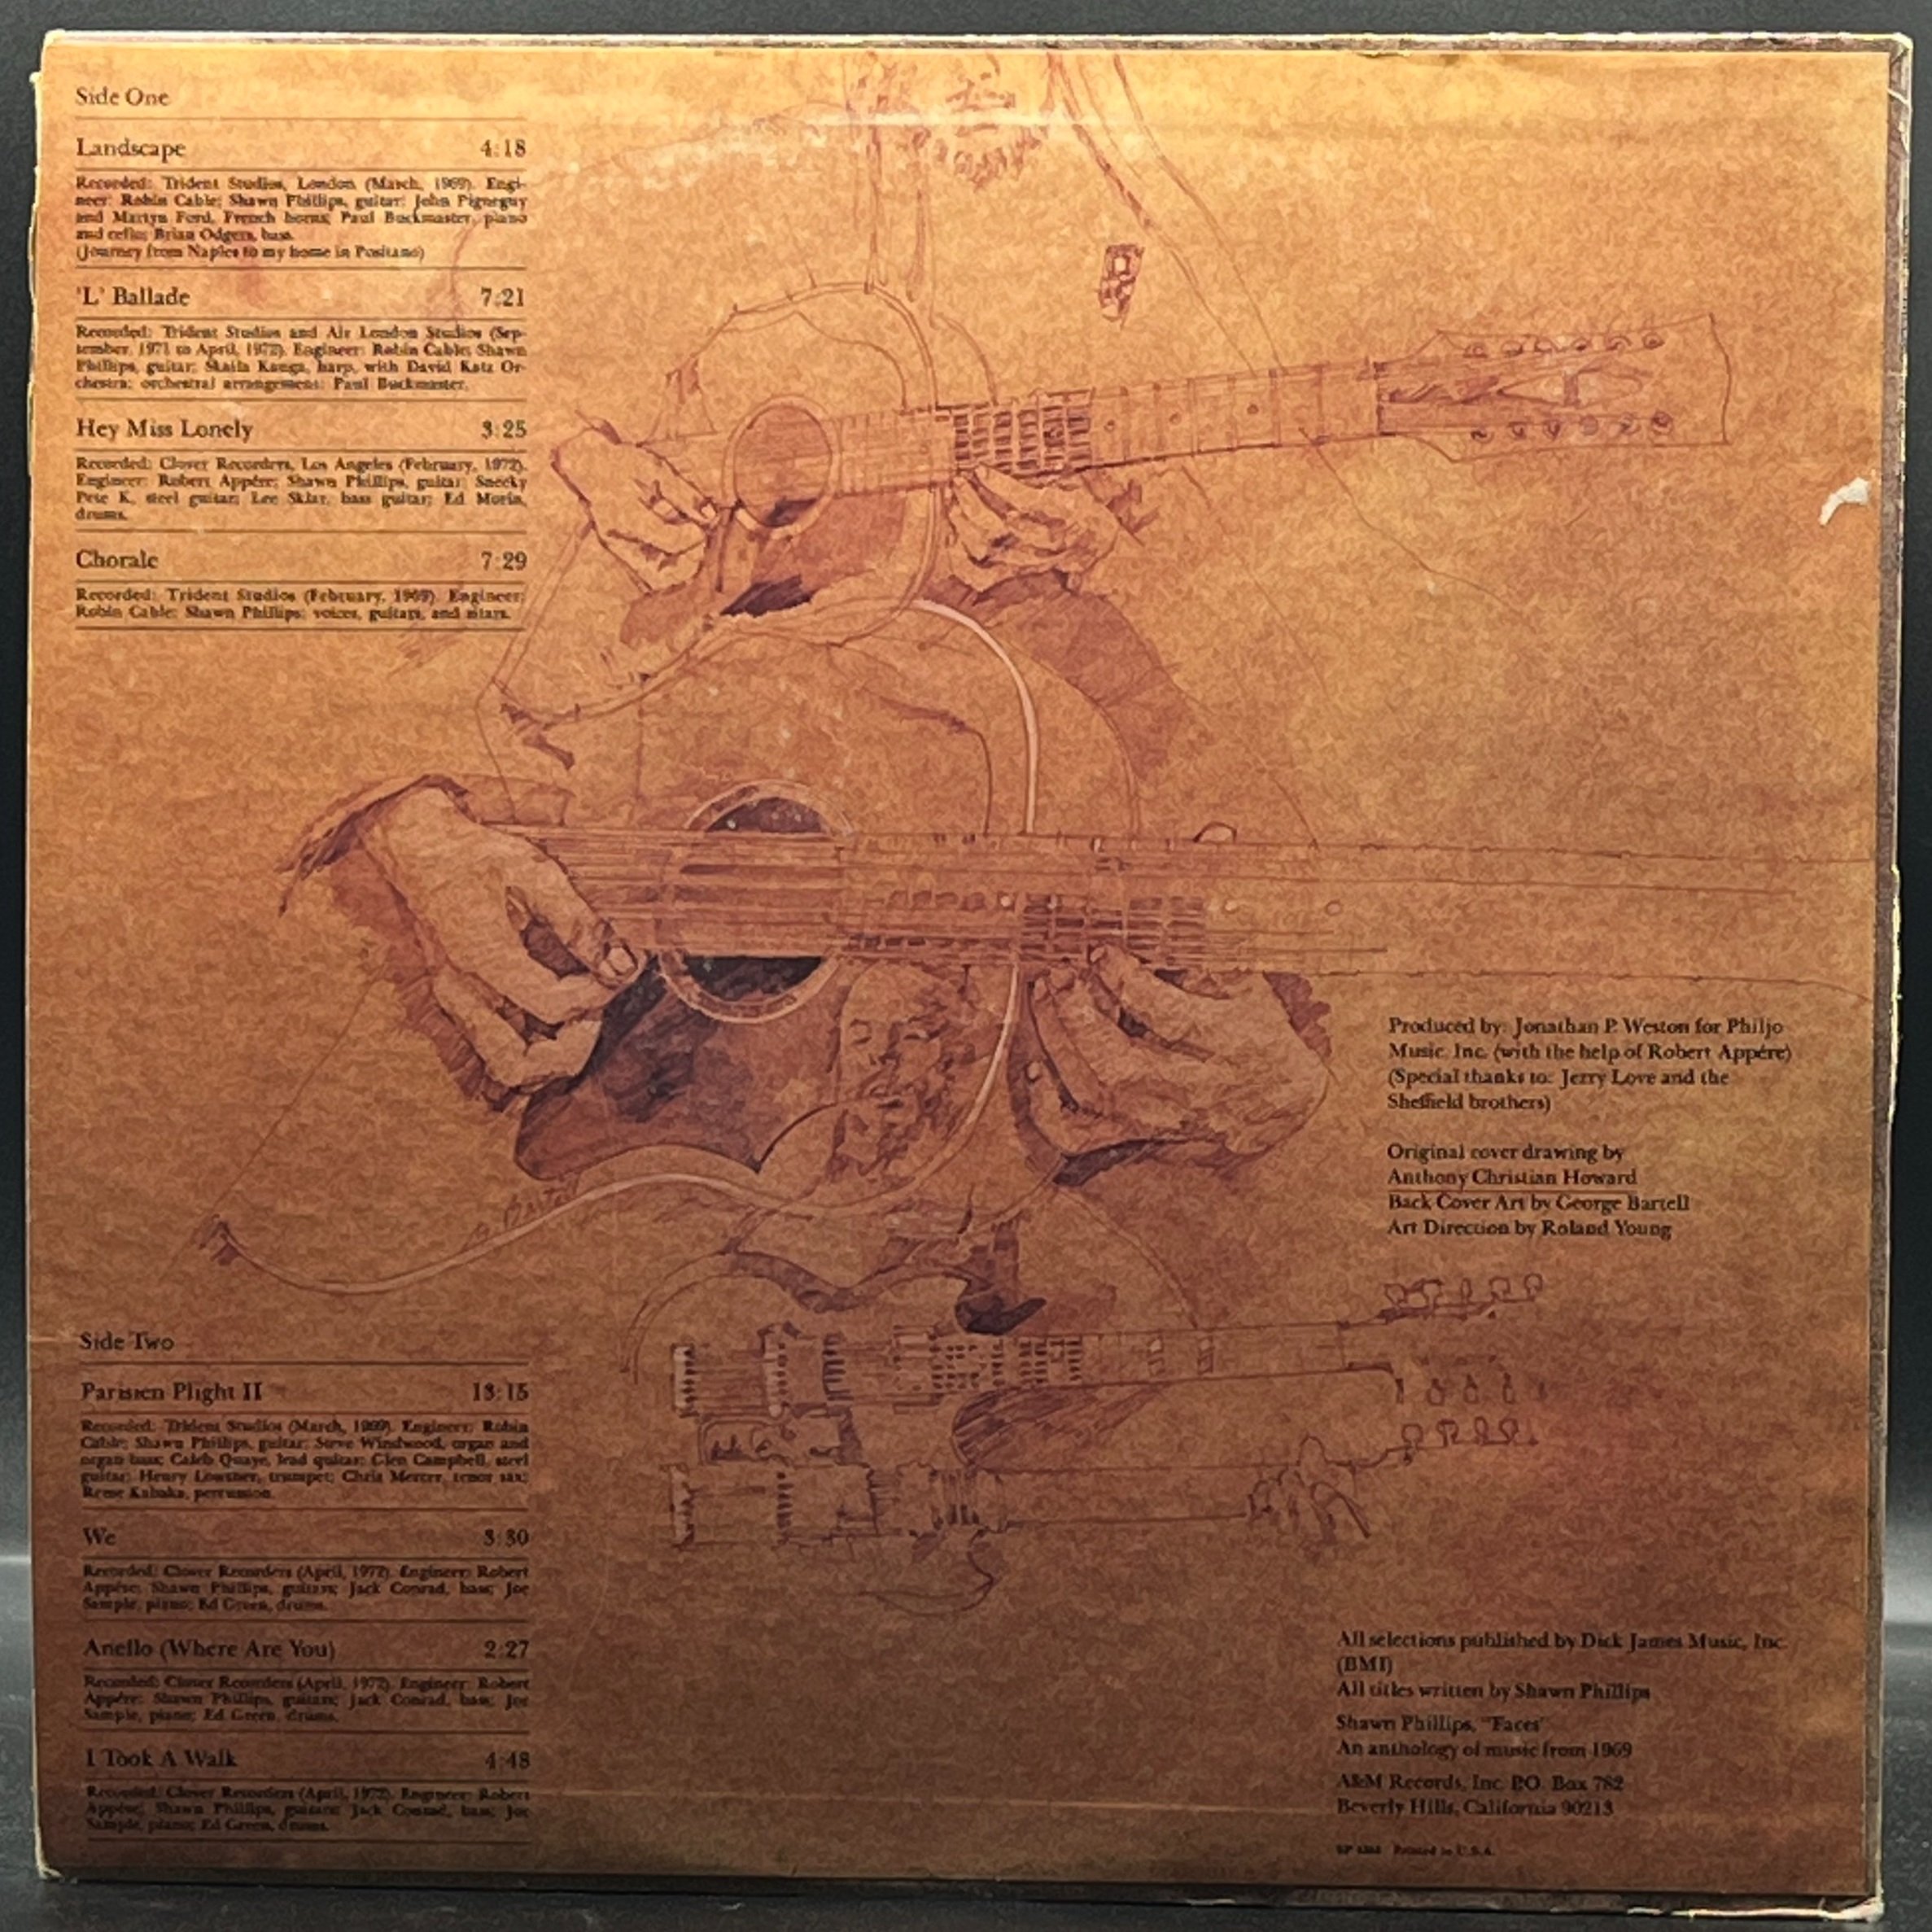 Side One
Landscape 4:18
Recorded: Trident Studios, London (March, 1969). Engi-
neer: Robin Cable; Shawn Phillips, guitar; John Pigneguy
and Martyn Ford, French horns; Paul Buckmaster, piano
and cello; Brian Odgers, bass.
(Journey from Naples to my home in Positano)
'L' Ballade 7:21
Recorded: Trident Studios and Air London Studios (Sep-
tember, 1971 to April, 1972). Engineer: Robin Cable; Shawn
Phillips, guitar; Skaila Kanga, harp, with David Katz Or-
chestra; orchestral arrangement: Paul Buckmaster.
Hey Miss Lonely 3:25
Recorded: Clover Recorders, Los Angeles (February, 1972).
Engineer: Robert Appére; Shawn Phillips, guitar; Sneeky
Pete K., steel guitar; Lee Sklar, bass guitar; Ed Morin,
drums.
Chorale 7:29
Recorded: Trident Studios (February, 1969). Engineer:
Robin Cable; Shawn Phillips: voices, guitars, and sitars.
Side Two
Parisien Plight II 13:15
Recorded: Trident Studios (March, 1969). Engineer: Robin
Cable; Shawn Phillips, guitar; Steve Windwood, organ and
organ bass; Caleb Quaye, lead guitar; Glen Campbell, steel
guitar; Henry Lowther, trumpet; Chris Mercer, tenor sax;
Reme Kabaka, percussion.
We 3:30
Recorded: Clover Recorders (April, 1972). Engineer: Robert
Appére; Shawn Phillips, guitars; Jack Conrad, bass; Joe
Sample, piano; Ed Green, drums.
Anello (Where Are You) 2:27
Recorded: Clover Recorders (April, 1972). Engineer: Robert
Appére; Shawn Phillips, guitars; Jack Conrad, bass; Joe
Sample, piano; Ed Green, drums.
I Took A Walk 4:48
Recorded: Clover Recorders (April, 1972). Engineer: Robert
Appére; Shawn Phillips, guitars; Jack Conrad, bass; Joe
Sample, piano; Ed Green, drums.
Produced by: Jonathan P. Weston for Philjo
Music, Inc. (with the help of Robert Appére)
(Special thanks to: Jerry Love and the
Sheffield brothers)
Original cover drawing by
Anthony Christian Howard
Back Cover Art by George Bartell
Art Direction by Roland Young
All selections published by Dick James Music, Inc.
(BMI)
All titles written by Shawn Phillips
Shawn Phillips, "Faces"
An anthology of music from 1969
A&M Records, Inc. P.O. Box 782
Beverly Hills, California 90213
SP Printed in U.S.A.